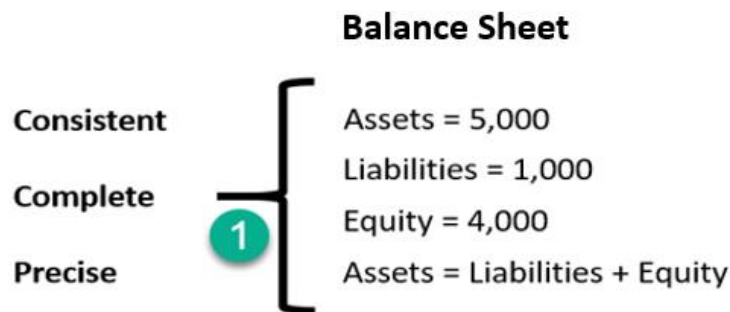 Balance Sheet
Consistent
Assets = 5,000
Liabilities = 1,000
Complete
1
Equity = 4,000
Precise
Assets = Liabilities + Equity